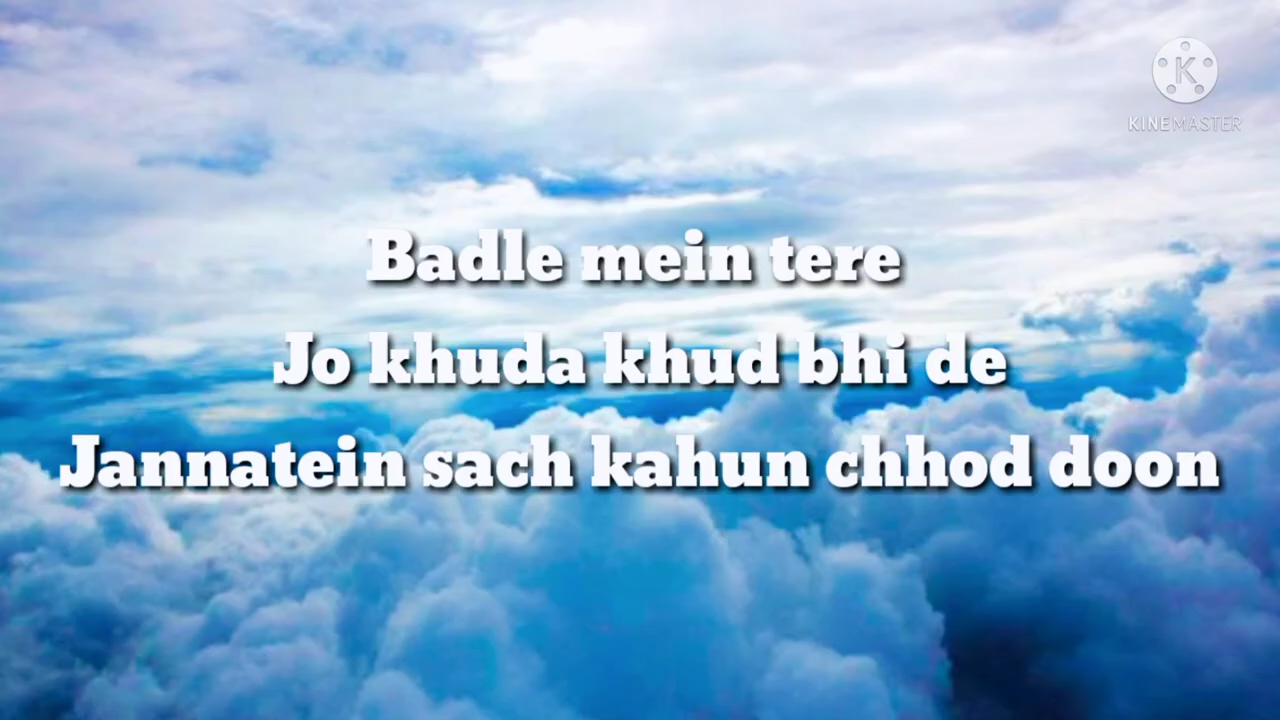 K
KINEMASTER
Badle mein tere
Jo khuda khud bhi de
Jannatein sach kahun chhod doon